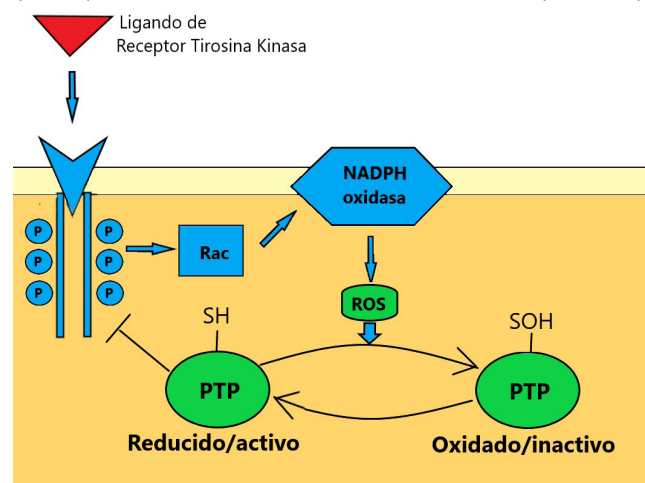 Ligando de
Receptor Tirosina Kinasa
NADPH
oxidasa
P
P
P
P
P
P
Rac
ROS
SH
SOH
PTP
PTP
Reducido/activo
Oxidado/inactivo